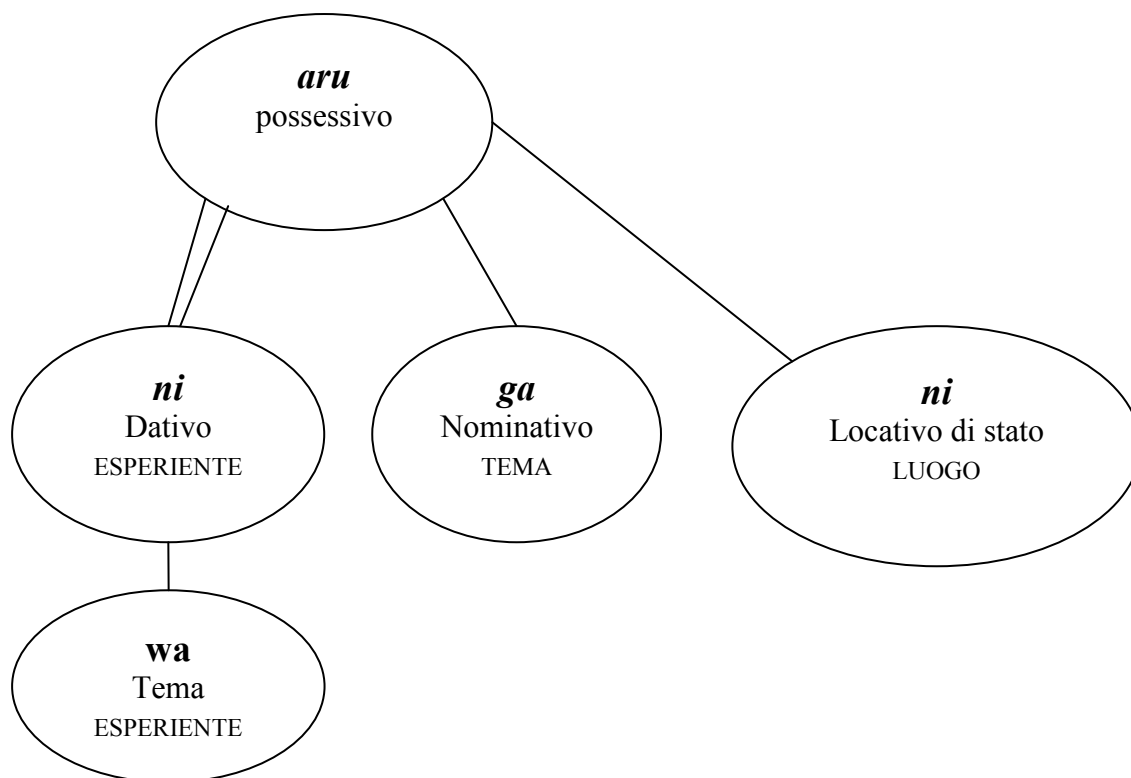 aru
possessivo
ni
Dativo
ESPERIENTE
ga
Nominativo
TEMA
ni
Locativo di stato
LUOGO
wa
Tema
ESPERIENTE